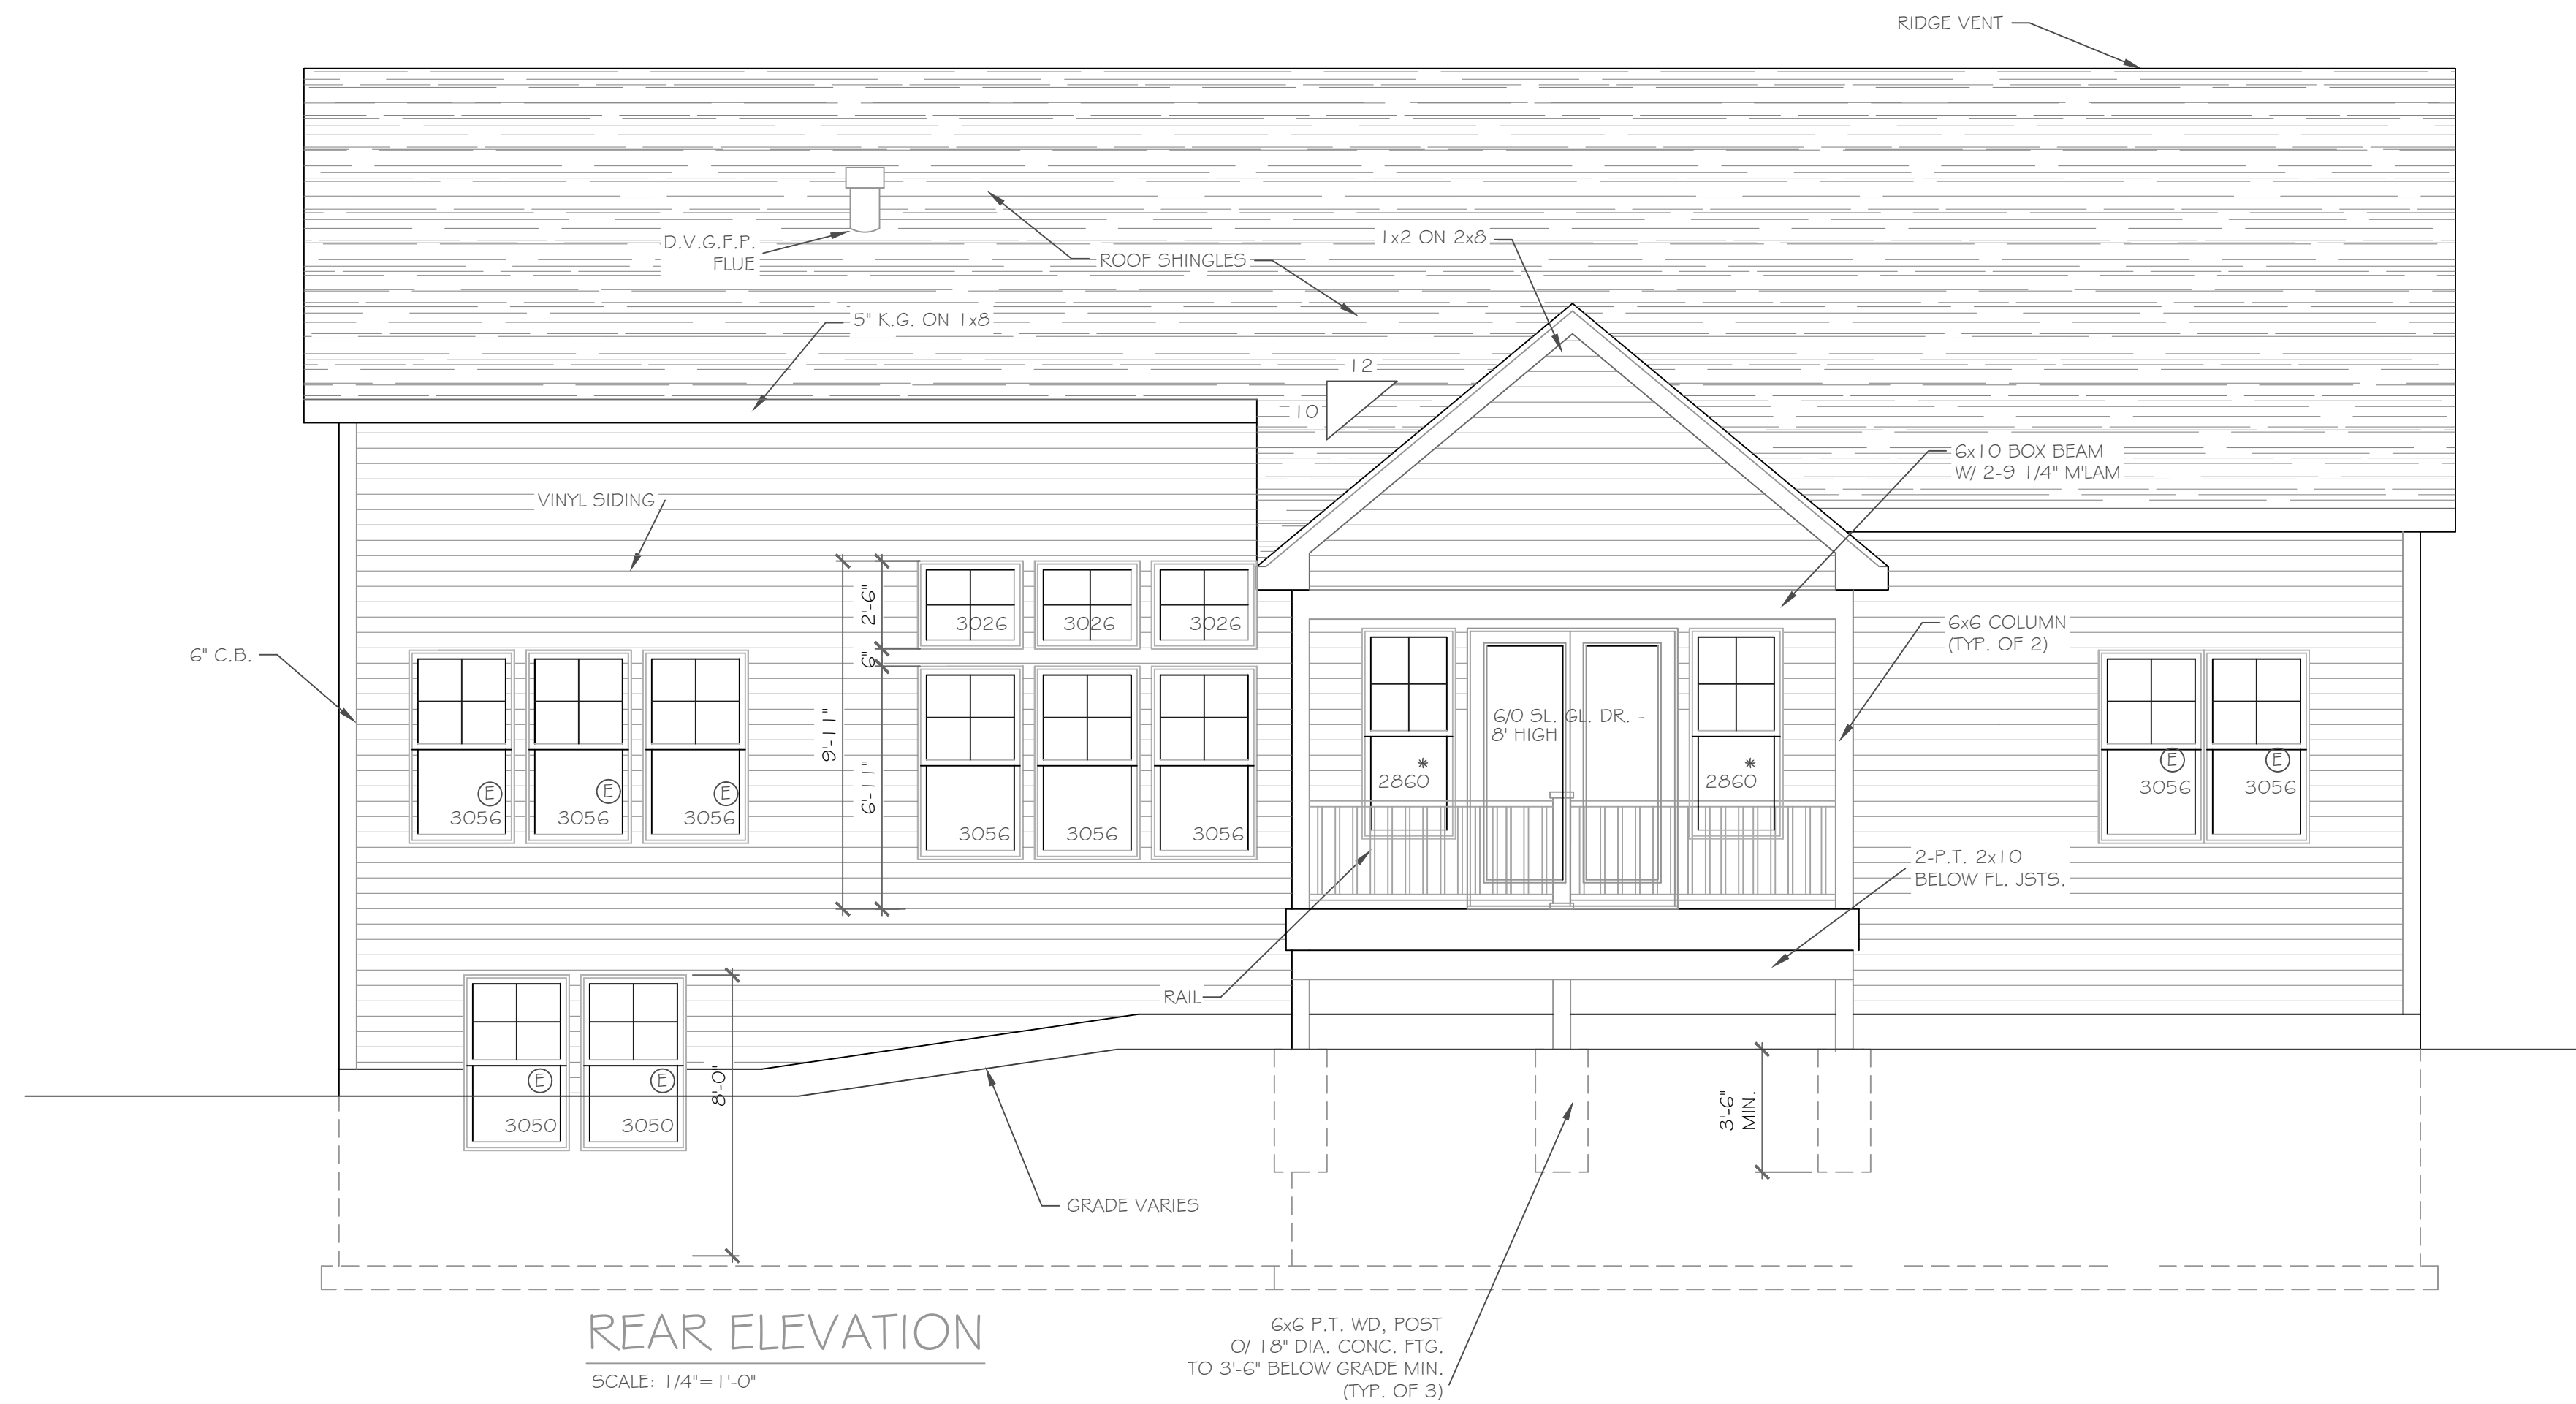 RIDGE VENT
D.V.G.F.P.
FLUE
ROOF SHINGLES
1x2 ON 2x8
5" K.G. ON 1x8
12
10
6x10 BOX BEAM
W/ 2-9 1/4" M'LAM
VINYL SIDING
2'-6"
6"
9'-11"
6'-11"
3026
3026
3026
6" C.B.
6x6 COLUMN
(TYP. OF 2)
6/0 SL. GL. DR. -
8' HIGH
*
2860
*
2860
E
3056
E
3056
E
3056
3056
3056
3056
E
3056
E
3056
2-P.T. 2x10
BELOW FL. JSTS.
RAIL
E
3050
E
3050
8'-0"
3'-6"
MIN.
GRADE VARIES
REAR ELEVATION
SCALE: 1/4"=1'-0"
6x6 P.T. WD, POST
O/ 18" DIA. CONC. FTG.
TO 3'-6" BELOW GRADE MIN.
(TYP. OF 3)